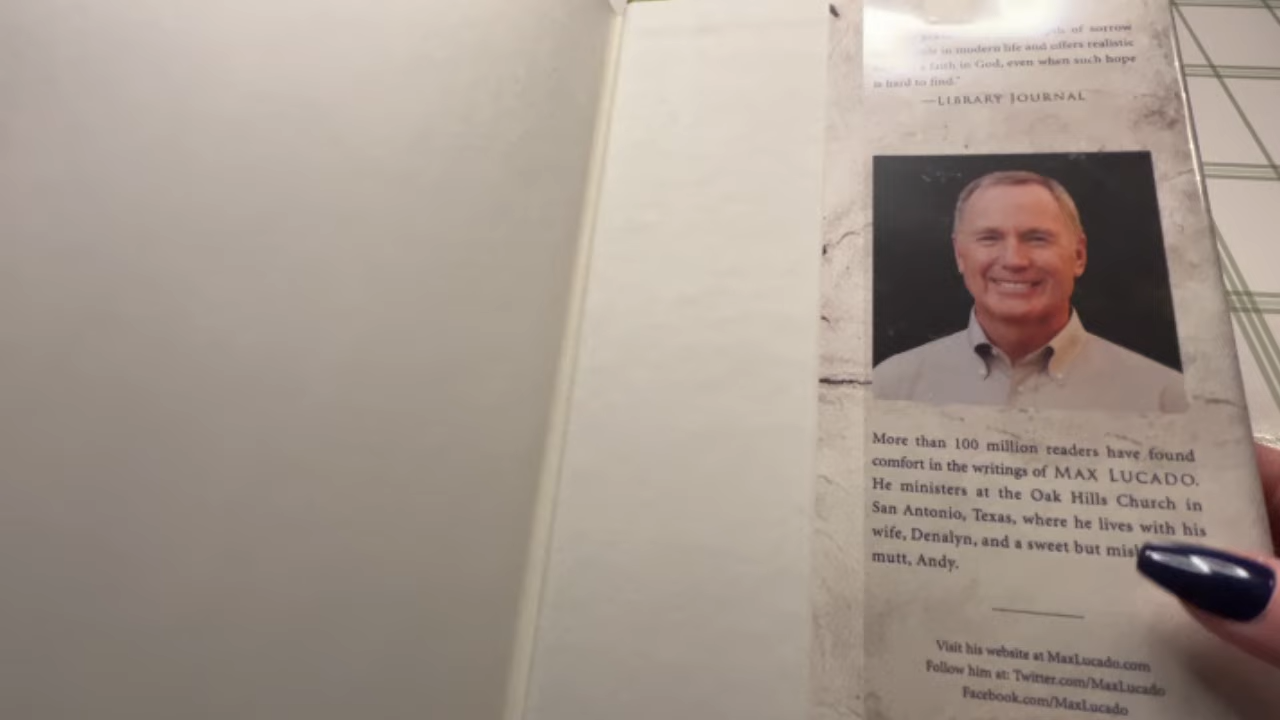 of sorrow
in modern life and offers realistic
faith in God, even when such hope
is hard to find."
—LIBRARY JOURNAL
More than 100 million readers have found
comfort in the writings of MAX LUCADO.
He ministers at the Oak Hills Church in
San Antonio, Texas, where he lives with his
wife, Denalyn, and a sweet but
mutt, Andy.
Visit his website at MaxLucado.com
Follow him at: Twitter.com/MaxLucado
Facebook.com/MaxLucado